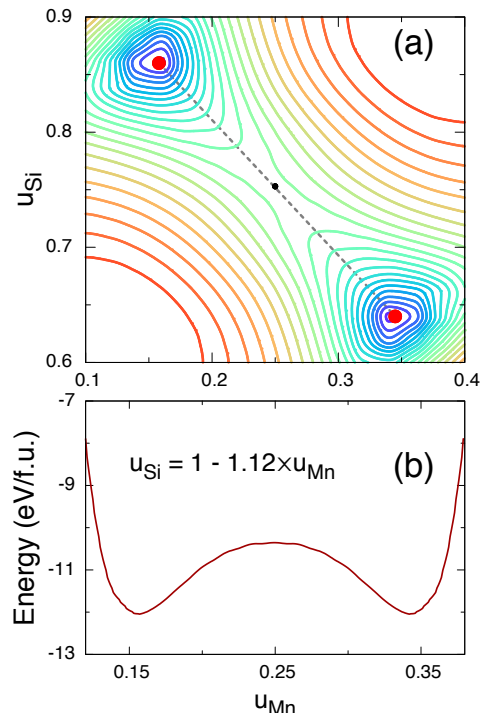 0.9
(a)
0.8
u_Si
0.7
0.6
0.1 0.2 0.3 0.4
-7
u_Si = 1 - 1.12×u_Mn
(b)
-9
Energy (eV/f.u.)
-11
-13
0.15 0.25 0.35
u_Mn